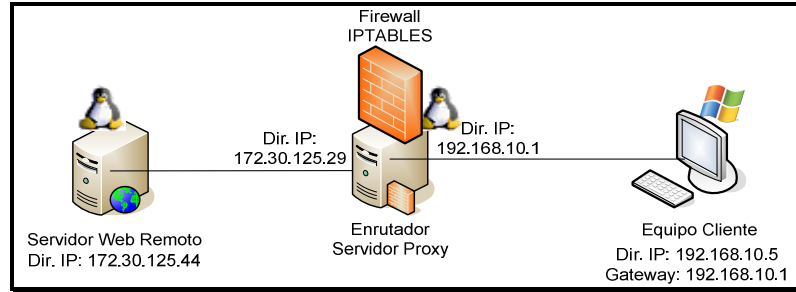 Firewall
IPTABLES
Dir. IP:
172.30.125.29
Dir. IP:
192.168.10.1
Servidor Web Remoto
Dir. IP: 172.30.125.44
Enrutador
Servidor Proxy
Equipo Cliente
Dir. IP: 192.168.10.5
Gateway: 192.168.10.1